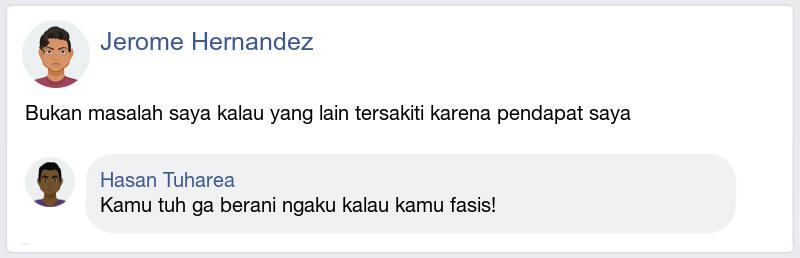 Jerome Hernandez
Bukan masalah saya kalau yang lain tersakiti karena pendapat saya
Hasan Tuharea
Kamu tuh ga berani ngaku kalau kamu fasis!